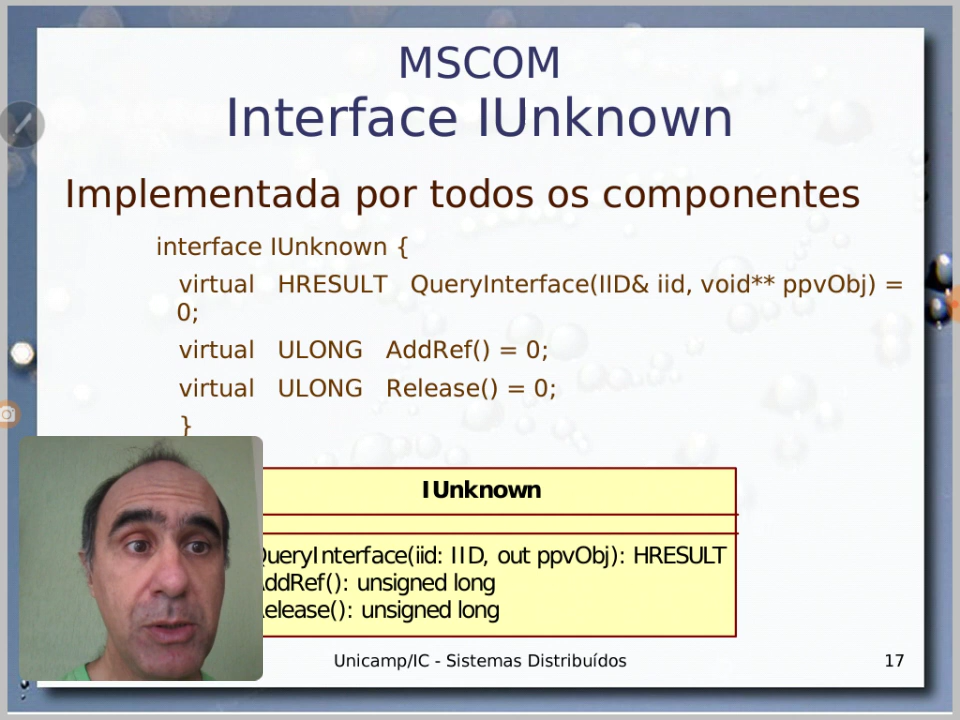 MSCOM
Interface IUnknown
Implementada por todos os componentes
interface IUnknown {
virtual HRESULT QueryInterface(IID& iid, void** ppvObj) =
0;
virtual ULONG AddRef() = 0;
virtual ULONG Release() = 0;
}
IUnknown
QueryInterface(iid: IID, out ppvObj): HRESULT
AddRef(): unsigned long
Release(): unsigned long
Unicamp/IC - Sistemas Distribuídos
17